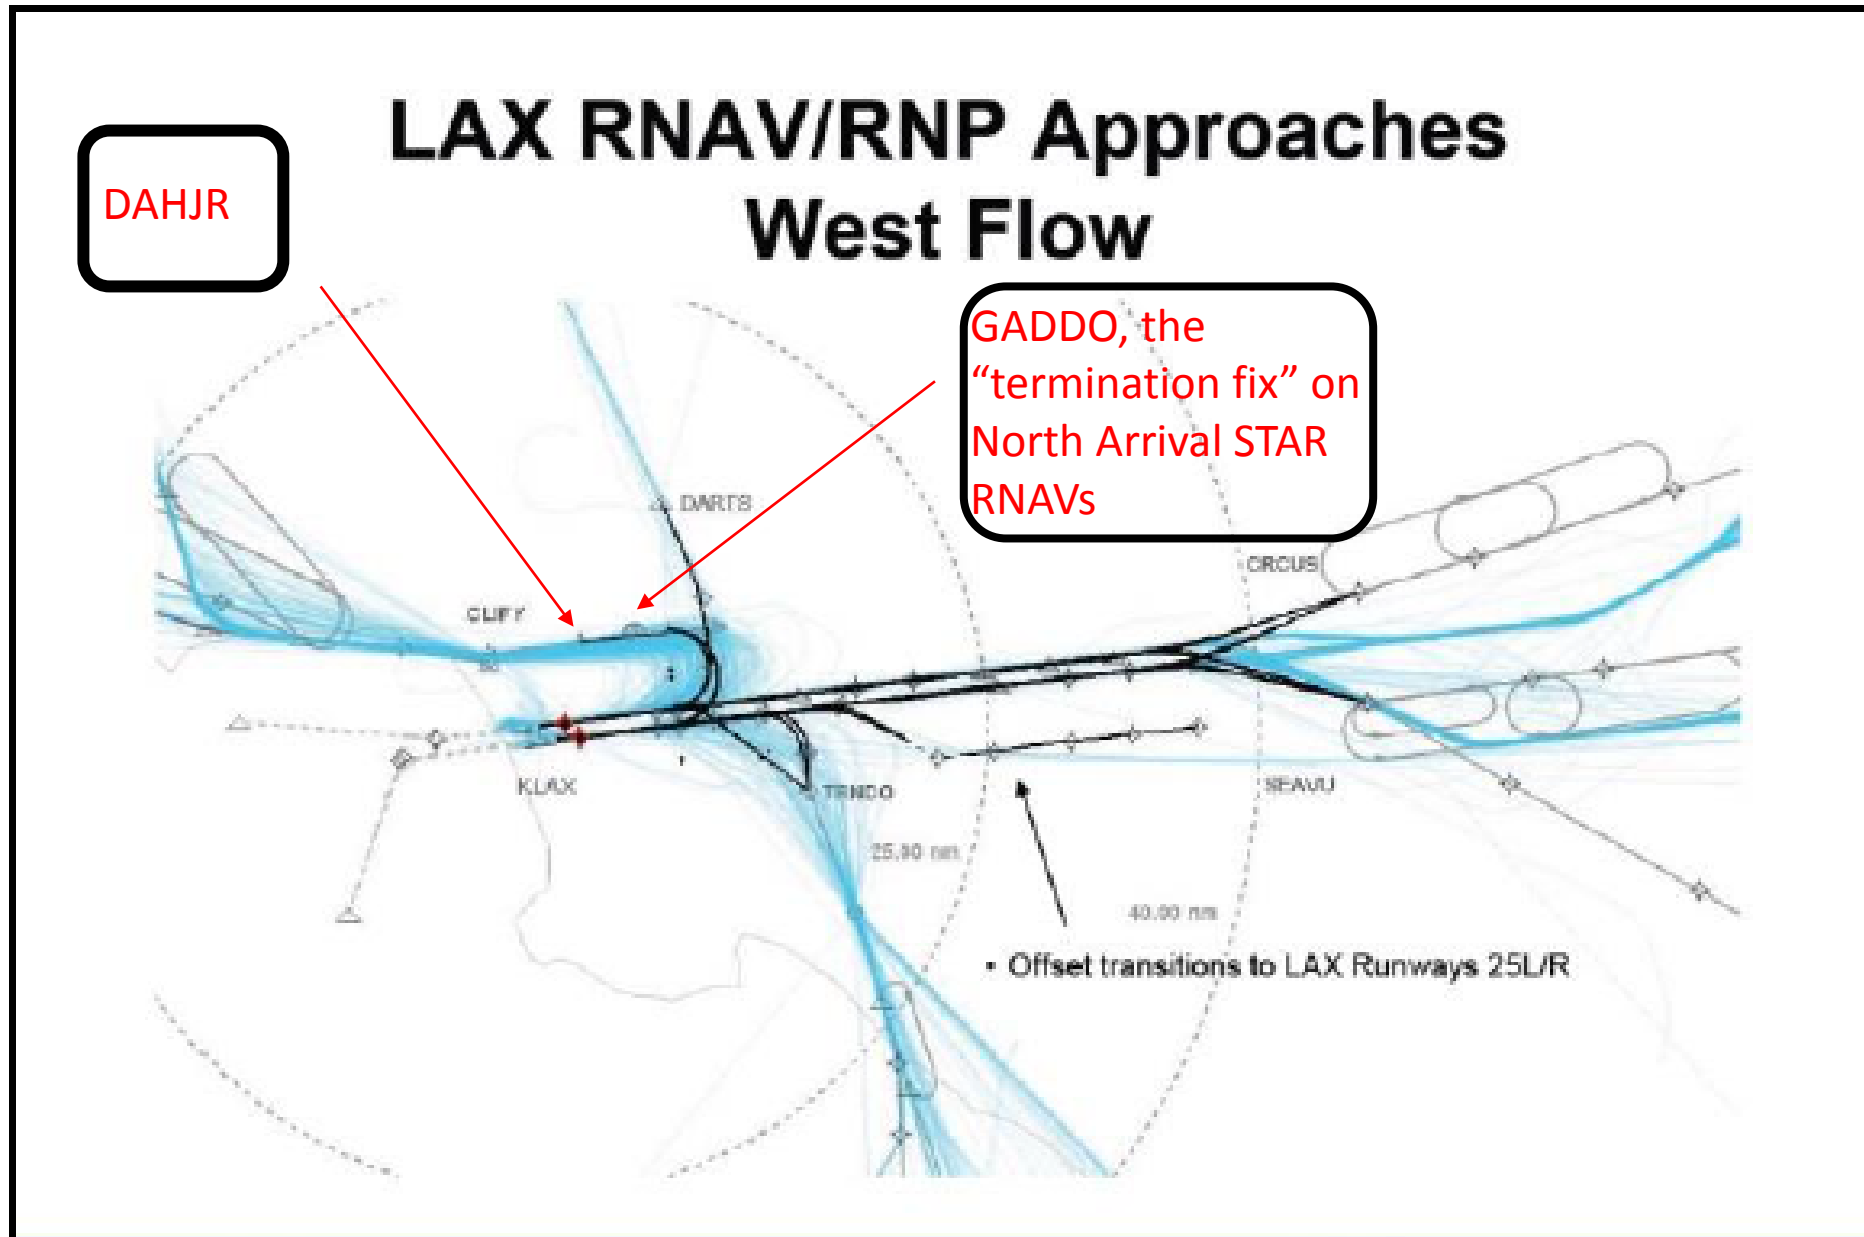 LAX RNAV/RNP Approaches
West Flow
DAHJR
GADDO, the
“termination fix” on
North Arrival STAR
RNAVs
DARTS
CIRCUS
CLIFY
KLAX
SEAVU
25.00 nm
40.00 nm
• Offset transitions to LAX Runways 25L/R